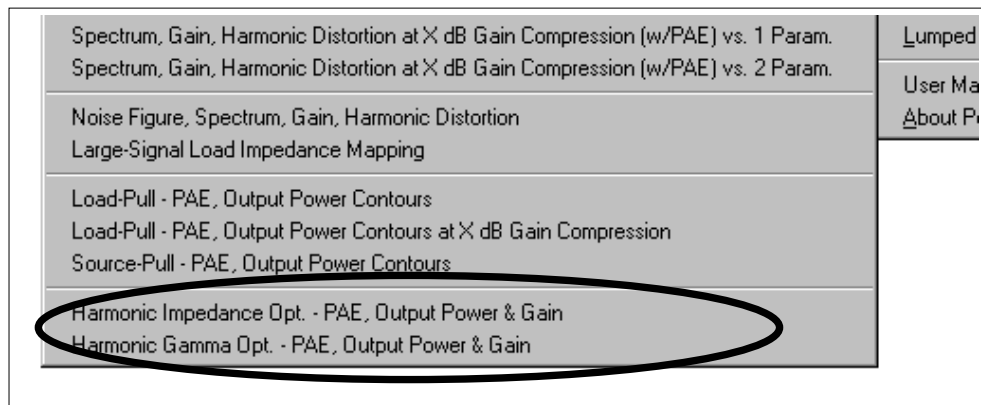 Spectrum, Gain, Harmonic Distortion at X dB Gain Compression (w/PAE) vs. 1 Param.
Spectrum, Gain, Harmonic Distortion at X dB Gain Compression (w/PAE) vs. 2 Param.
Noise Figure, Spectrum, Gain, Harmonic Distortion
Large-Signal Load Impedance Mapping
Load-Pull - PAE, Output Power Contours
Load-Pull - PAE, Output Power Contours at X dB Gain Compression
Source-Pull - PAE, Output Power Contours
Harmonic Impedance Opt. - PAE, Output Power & Gain
Harmonic Gamma Opt. - PAE, Output Power & Gain
Lumped
User Ma
About P